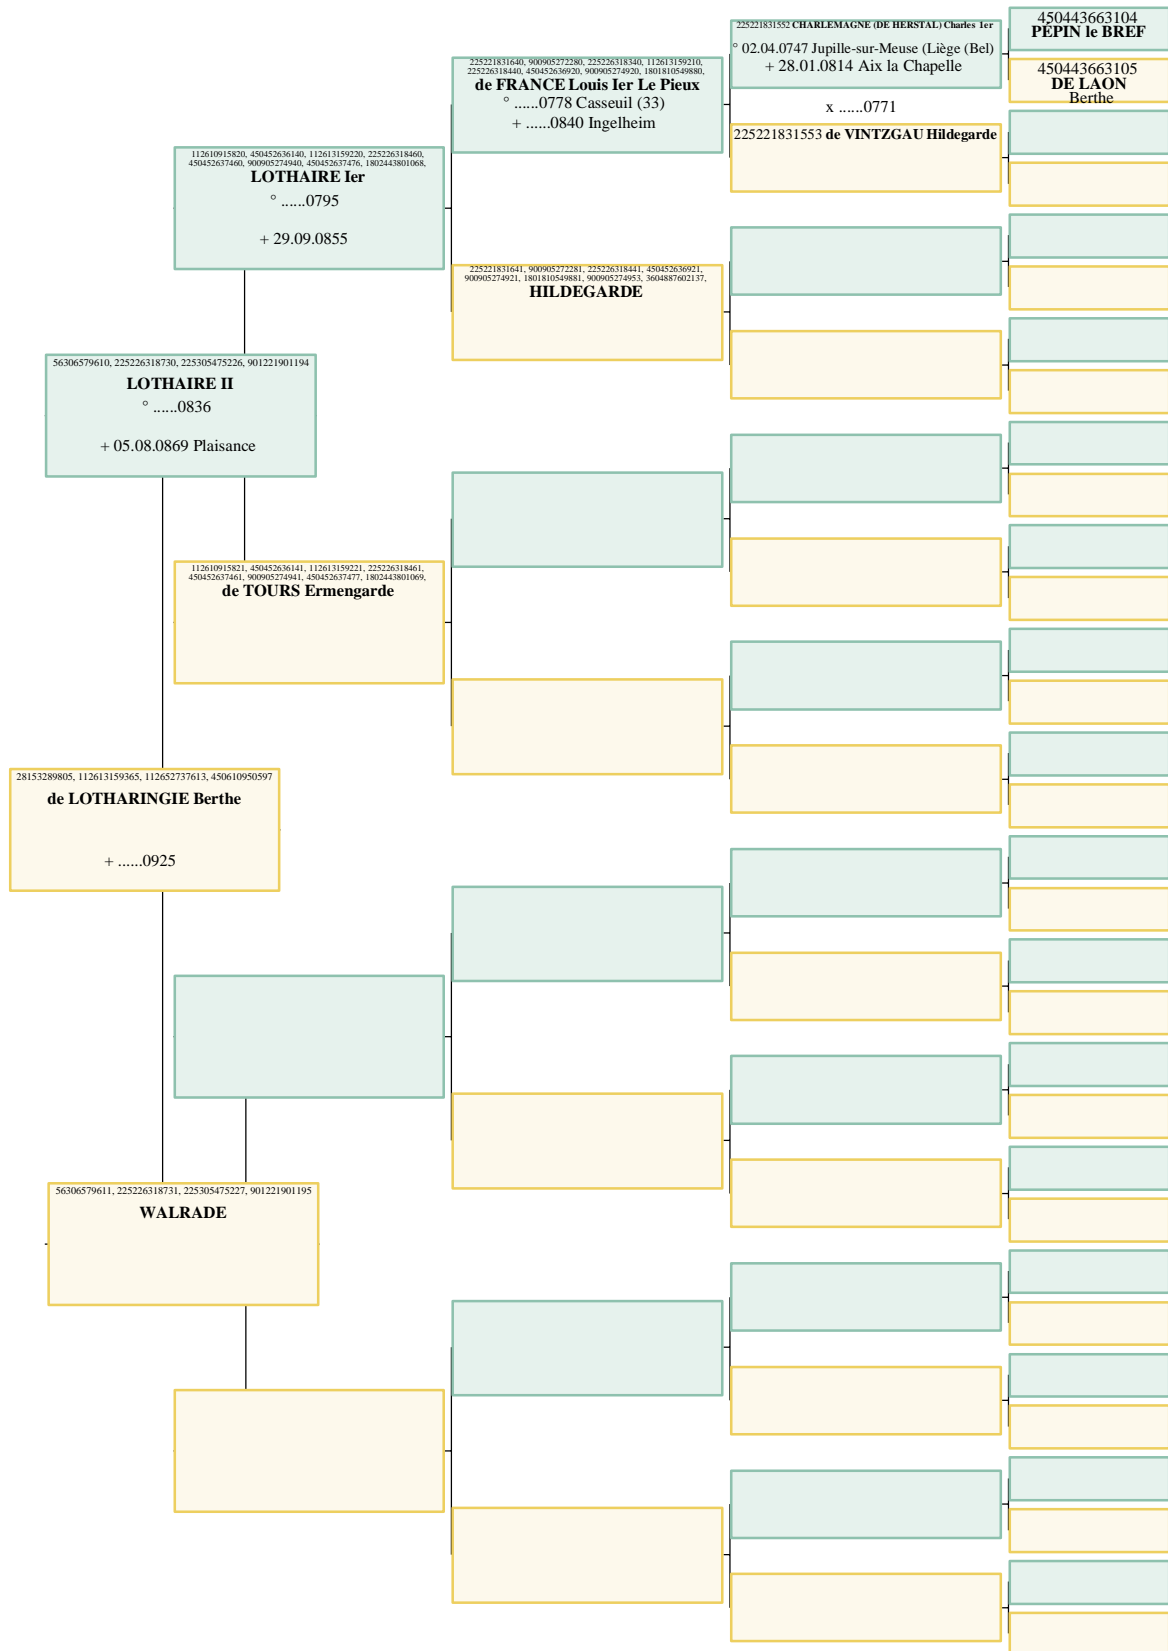 225221831552 CHARLEMAGNE (DE HERSTAL) Charles 1er
° 02.04.0747 Jupille-sur-Meuse (Liège (Bel)
+ 28.01.0814 Aix la Chapelle
450443663104
PÉPIN le BREF
450443663105
DE LAON
Berthe
x ......0771
225221831553 de VINTZGAU Hildegarde
225221831640, 900905272280, 225226318340, 112613159210,
225226318440, 450452636920, 900905274920, 1801810549880,
de FRANCE Louis Ier Le Pieux
° ......0778 Casseuil (33)
+ ......0840 Ingelheim
112610915820, 450452636140, 112613159220, 225226318460,
450452637460, 900905274940, 450452637476, 1802443801068,
LOTHAIRE Ier
° ......0795
+ 29.09.0855
225221831641, 900905272281, 225226318441, 450452636921,
900905274921, 1801810549881, 900905274953, 3604887602137,
HILDEGARDE
56306579610, 225226318730, 225305475226, 901221901194
LOTHAIRE II
° ......0836
+ 05.08.0869 Plaisance
112610915821, 450452636141, 112613159221, 225226318461,
450452637461, 900905274941, 450452637477, 1802443801069,
de TOURS Ermengarde
28153289805, 112613159365, 112652737613, 450610950597
de LOTHARINGIE Berthe
+ ......0925
56306579611, 225226318731, 225305475227, 901221901195
WALRADE